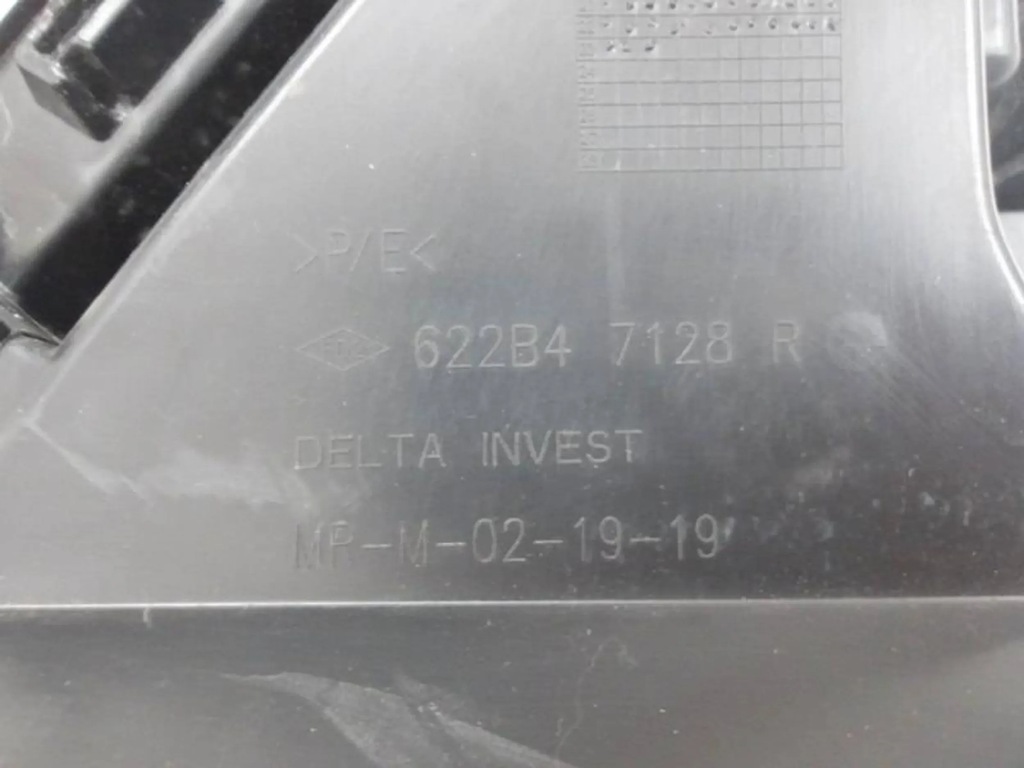 >P/E<
622B4 7128 R
DELTA INVEST
MR-M-02-19-19